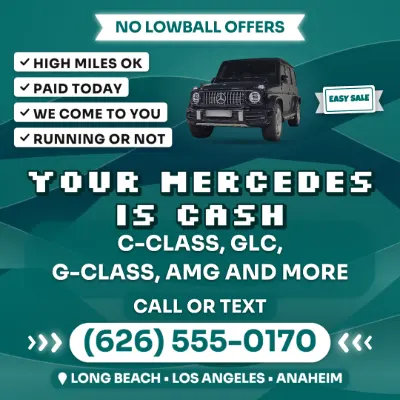 NO LOWBALL OFFERS
✓ HIGH MILES OK
✓ PAID TODAY
✓ WE COME TO YOU
✓ RUNNING OR NOT
EASY SALE
YOUR MERCEDES
IS CASH
C-CLASS, GLC,
G-CLASS, AMG AND MORE
CALL OR TEXT
(626) 555-0170
LONG BEACH • LOS ANGELES • ANAHEIM